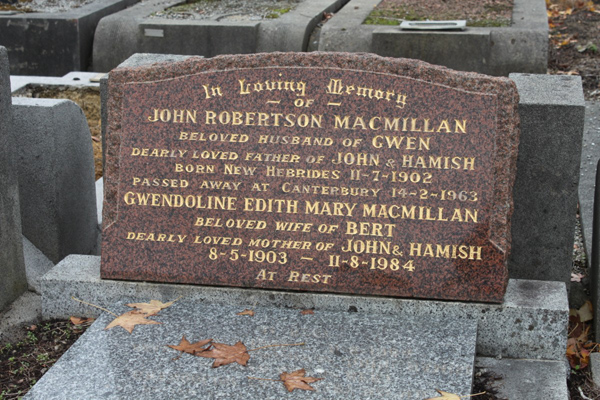 In Loving Memory
— OF —
JOHN ROBERTSON MACMILLAN
BELOVED HUSBAND OF GWEN
DEARLY LOVED FATHER OF JOHN & HAMISH
BORN NEW HEBRIDES 11-7-1902
PASSED AWAY AT CANTERBURY 14-2-1963
GWENDOLINE EDITH MARY MACMILLAN
BELOVED WIFE OF BERT
DEARLY LOVED MOTHER OF JOHN & HAMISH
8-5-1903 — 11-8-1984
AT REST